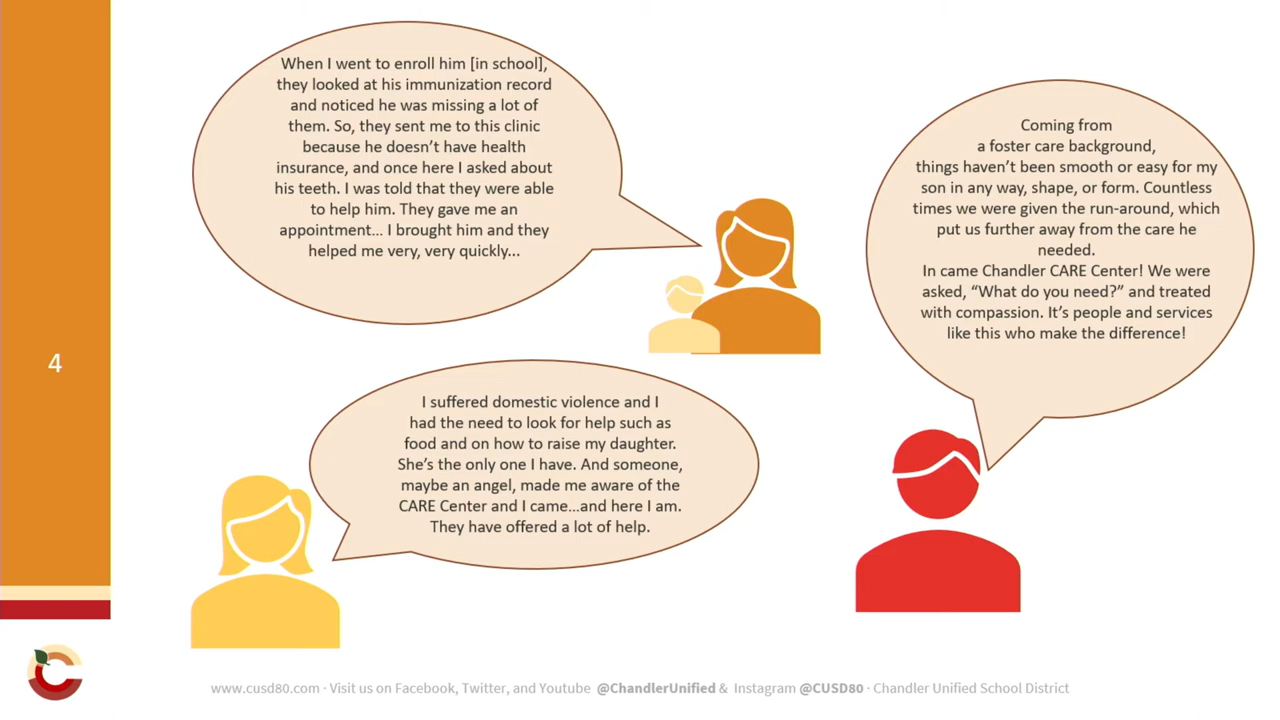 When I went to enroll him [in school],
they looked at his immunization record
and noticed he was missing a lot of
them. So, they sent me to this clinic
because he doesn’t have health
insurance, and once here I asked about
his teeth. I was told that they were able
to help him. They gave me an
appointment… I brought him and they
helped me very, very quickly…
Coming from
a foster care background,
things haven’t been smooth or easy for my
son in any way, shape, or form. Countless
times we were given the run-around, which
put us further away from the care he
needed.
In came Chandler CARE Center! We were
asked, “What do you need?” and treated
with compassion. It’s people and services
like this who make the difference!
4
I suffered domestic violence and I
had the need to look for help such as
food and on how to raise my daughter.
She’s the only one I have. And someone,
maybe an angel, made me aware of the
CARE Center and I came…and here I am.
They have offered a lot of help.
www.cusd80.com · Visit us on Facebook, Twitter, and Youtube @ChandlerUnified & Instagram @CUSD80 · Chandler Unified School District